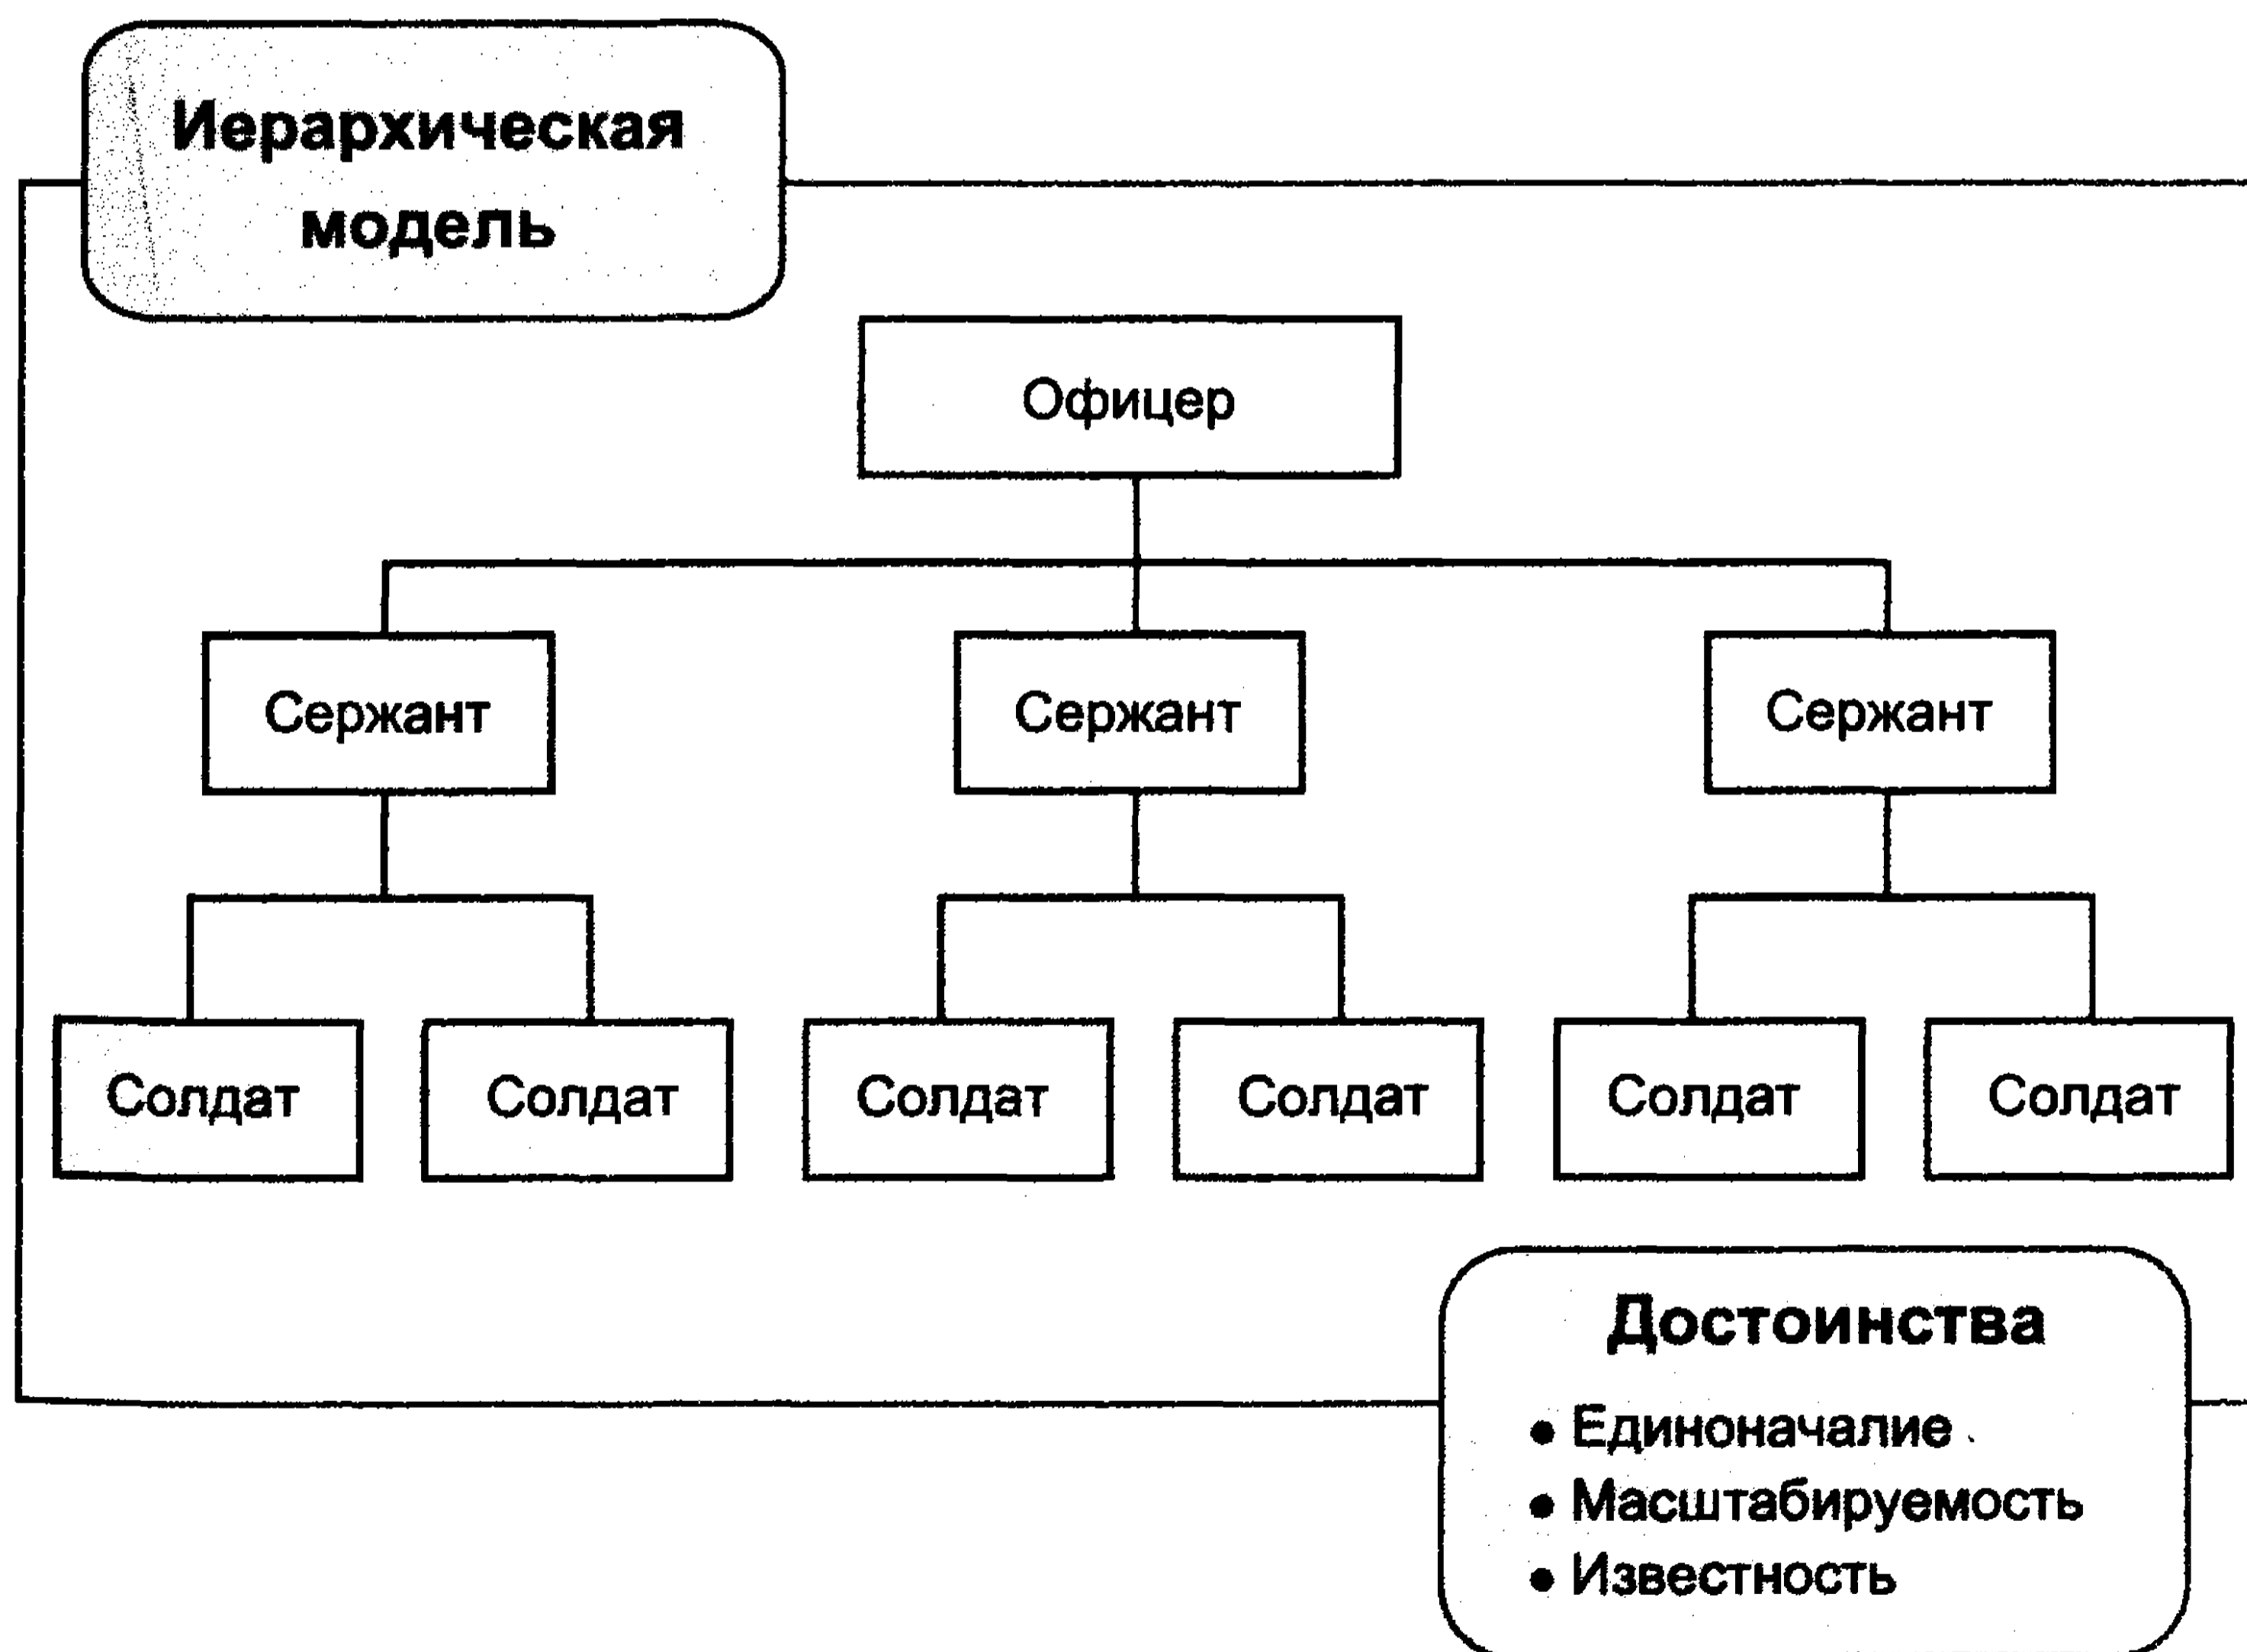 Иерархическая
модель
Офицер
Сержант Сержант Сержант
Солдат Солдат Солдат Солдат Солдат Солдат
Достоинства
• Единоначалие
• Масштабируемость
• Известность